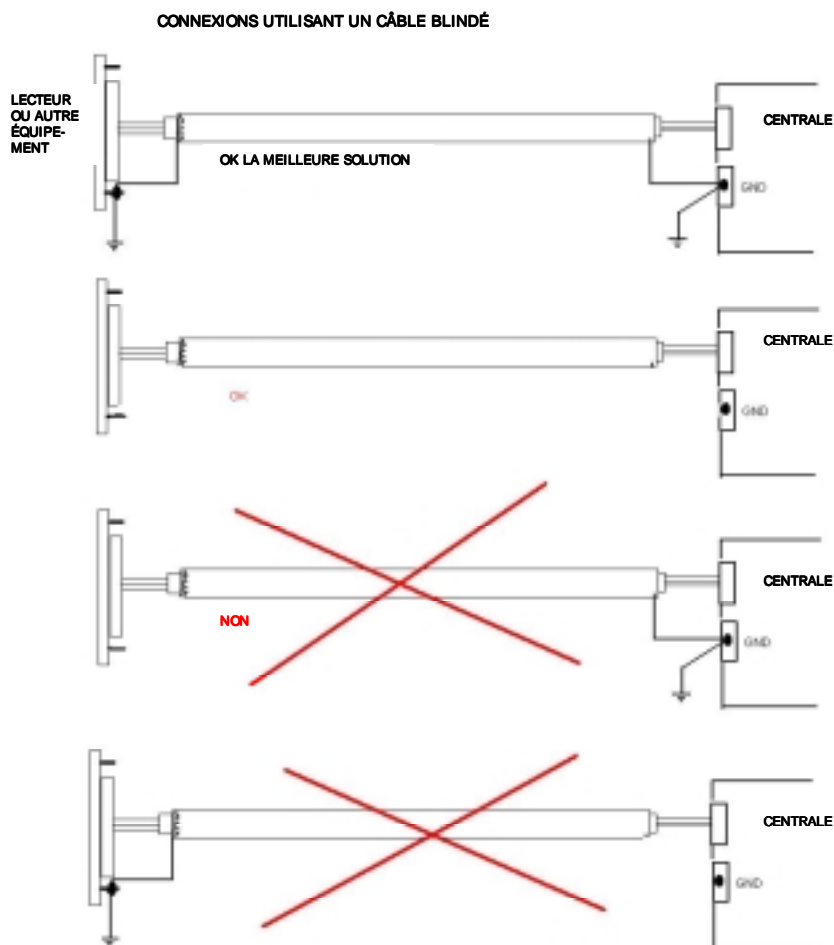 CONNEXIONS UTILISANT UN CÂBLE BLINDÉ
LECTEUR
OU AUTRE
ÉQUIPE-
MENT
CENTRALE
OK LA MEILLEURE SOLUTION
GND
CENTRALE
OK
GND
CENTRALE
NON
GND
CENTRALE
GND